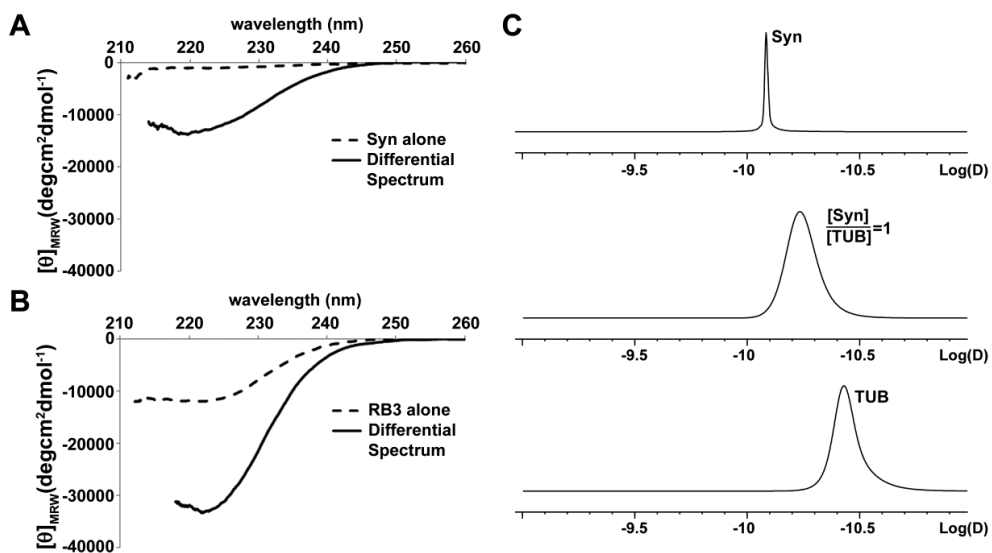 A
wavelength (nm)
210 220 230 240 250 260
0
-10000
-20000
-30000
-40000
[θ]MRW(degcm²dmol⁻¹)
Syn alone
Differential
Spectrum
B
wavelength (nm)
210 220 230 240 250 260
0
-10000
-20000
-30000
-40000
[θ]MRW(degcm²dmol⁻¹)
RB3 alone
Differential
Spectrum
C
Syn
-9.5 -10 -10.5 Log(D)
[Syn]
[TUB]=1
-9.5 -10 -10.5 Log(D)
TUB
-9.5 -10 -10.5 Log(D)